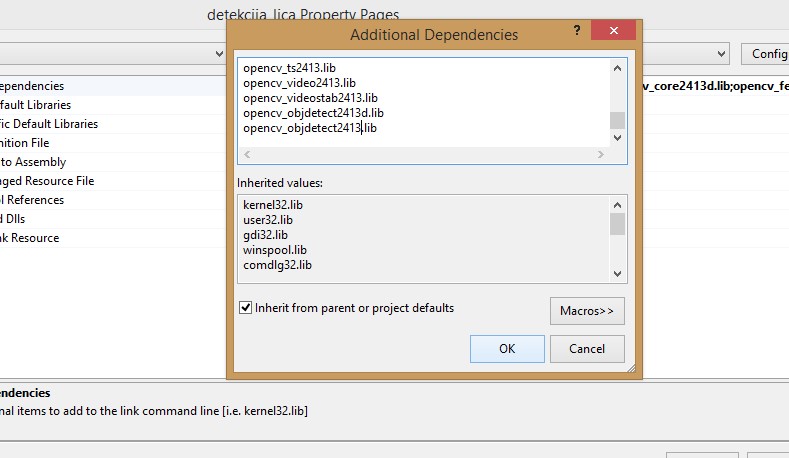 detekcija_lica Property Pages
Additional Dependencies
?
Config
opencv_ts2413.lib
opencv_video2413.lib
opencv_videostab2413.lib
opencv_objdetect2413d.lib
opencv_objdetect2413.lib
ependencies
v_core2413d.lib;opencv_fe
efault Libraries
fic Default Libraries
nition File
to Assembly
aged Resource File
ol References
d Dlls
nk Resource
Inherited values:
kernel32.lib
user32.lib
gdi32.lib
winspool.lib
comdlg32.lib
Inherit from parent or project defaults
Macros>>
OK
Cancel
endencies
nal items to add to the link command line [i.e. kernel32.lib]